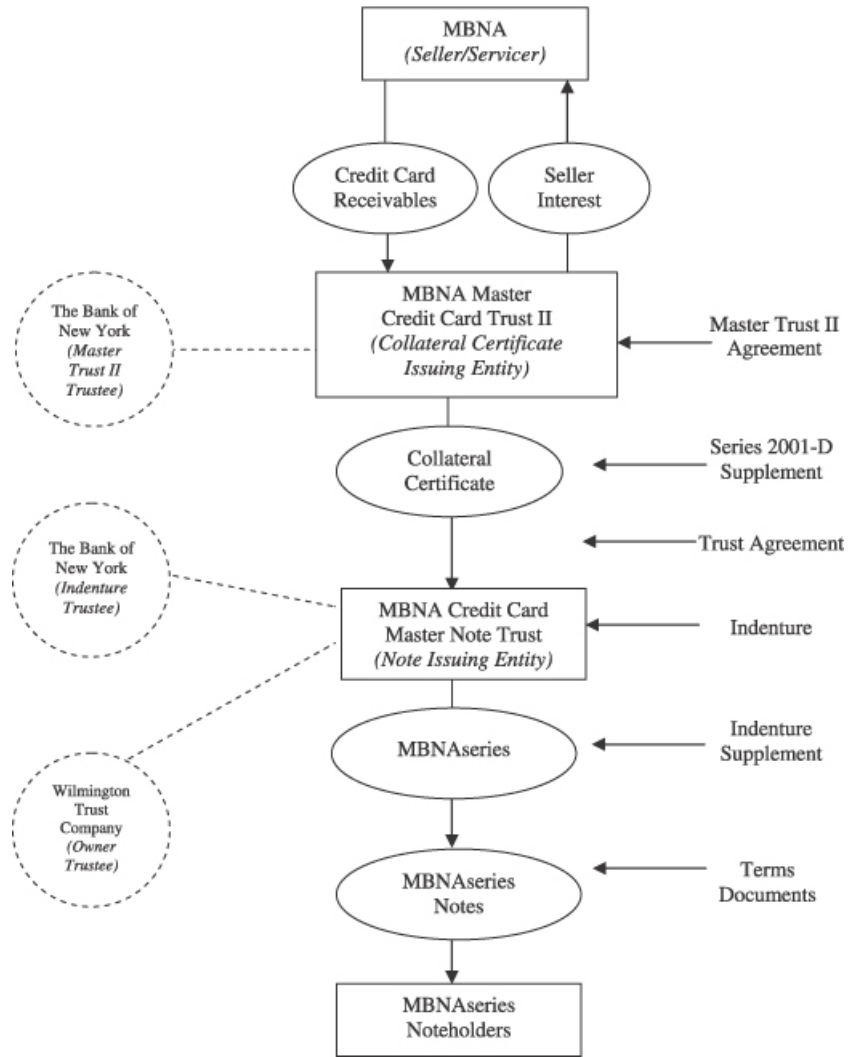 MBNA
(Seller/Servicer)
Credit Card
Receivables
Seller
Interest
The Bank of
New York
(Master
Trust II
Trustee)
MBNA Master
Credit Card Trust II
(Collateral Certificate
Issuing Entity)
Master Trust II
Agreement
Collateral
Certificate
Series 2001-D
Supplement
Trust Agreement
The Bank of
New York
(Indenture
Trustee)
MBNA Credit Card
Master Note Trust
(Note Issuing Entity)
Indenture
MBNAseries
Indenture
Supplement
Wilmington
Trust
Company
(Owner
Trustee)
MBNAseries
Notes
Terms
Documents
MBNAseries
Noteholders